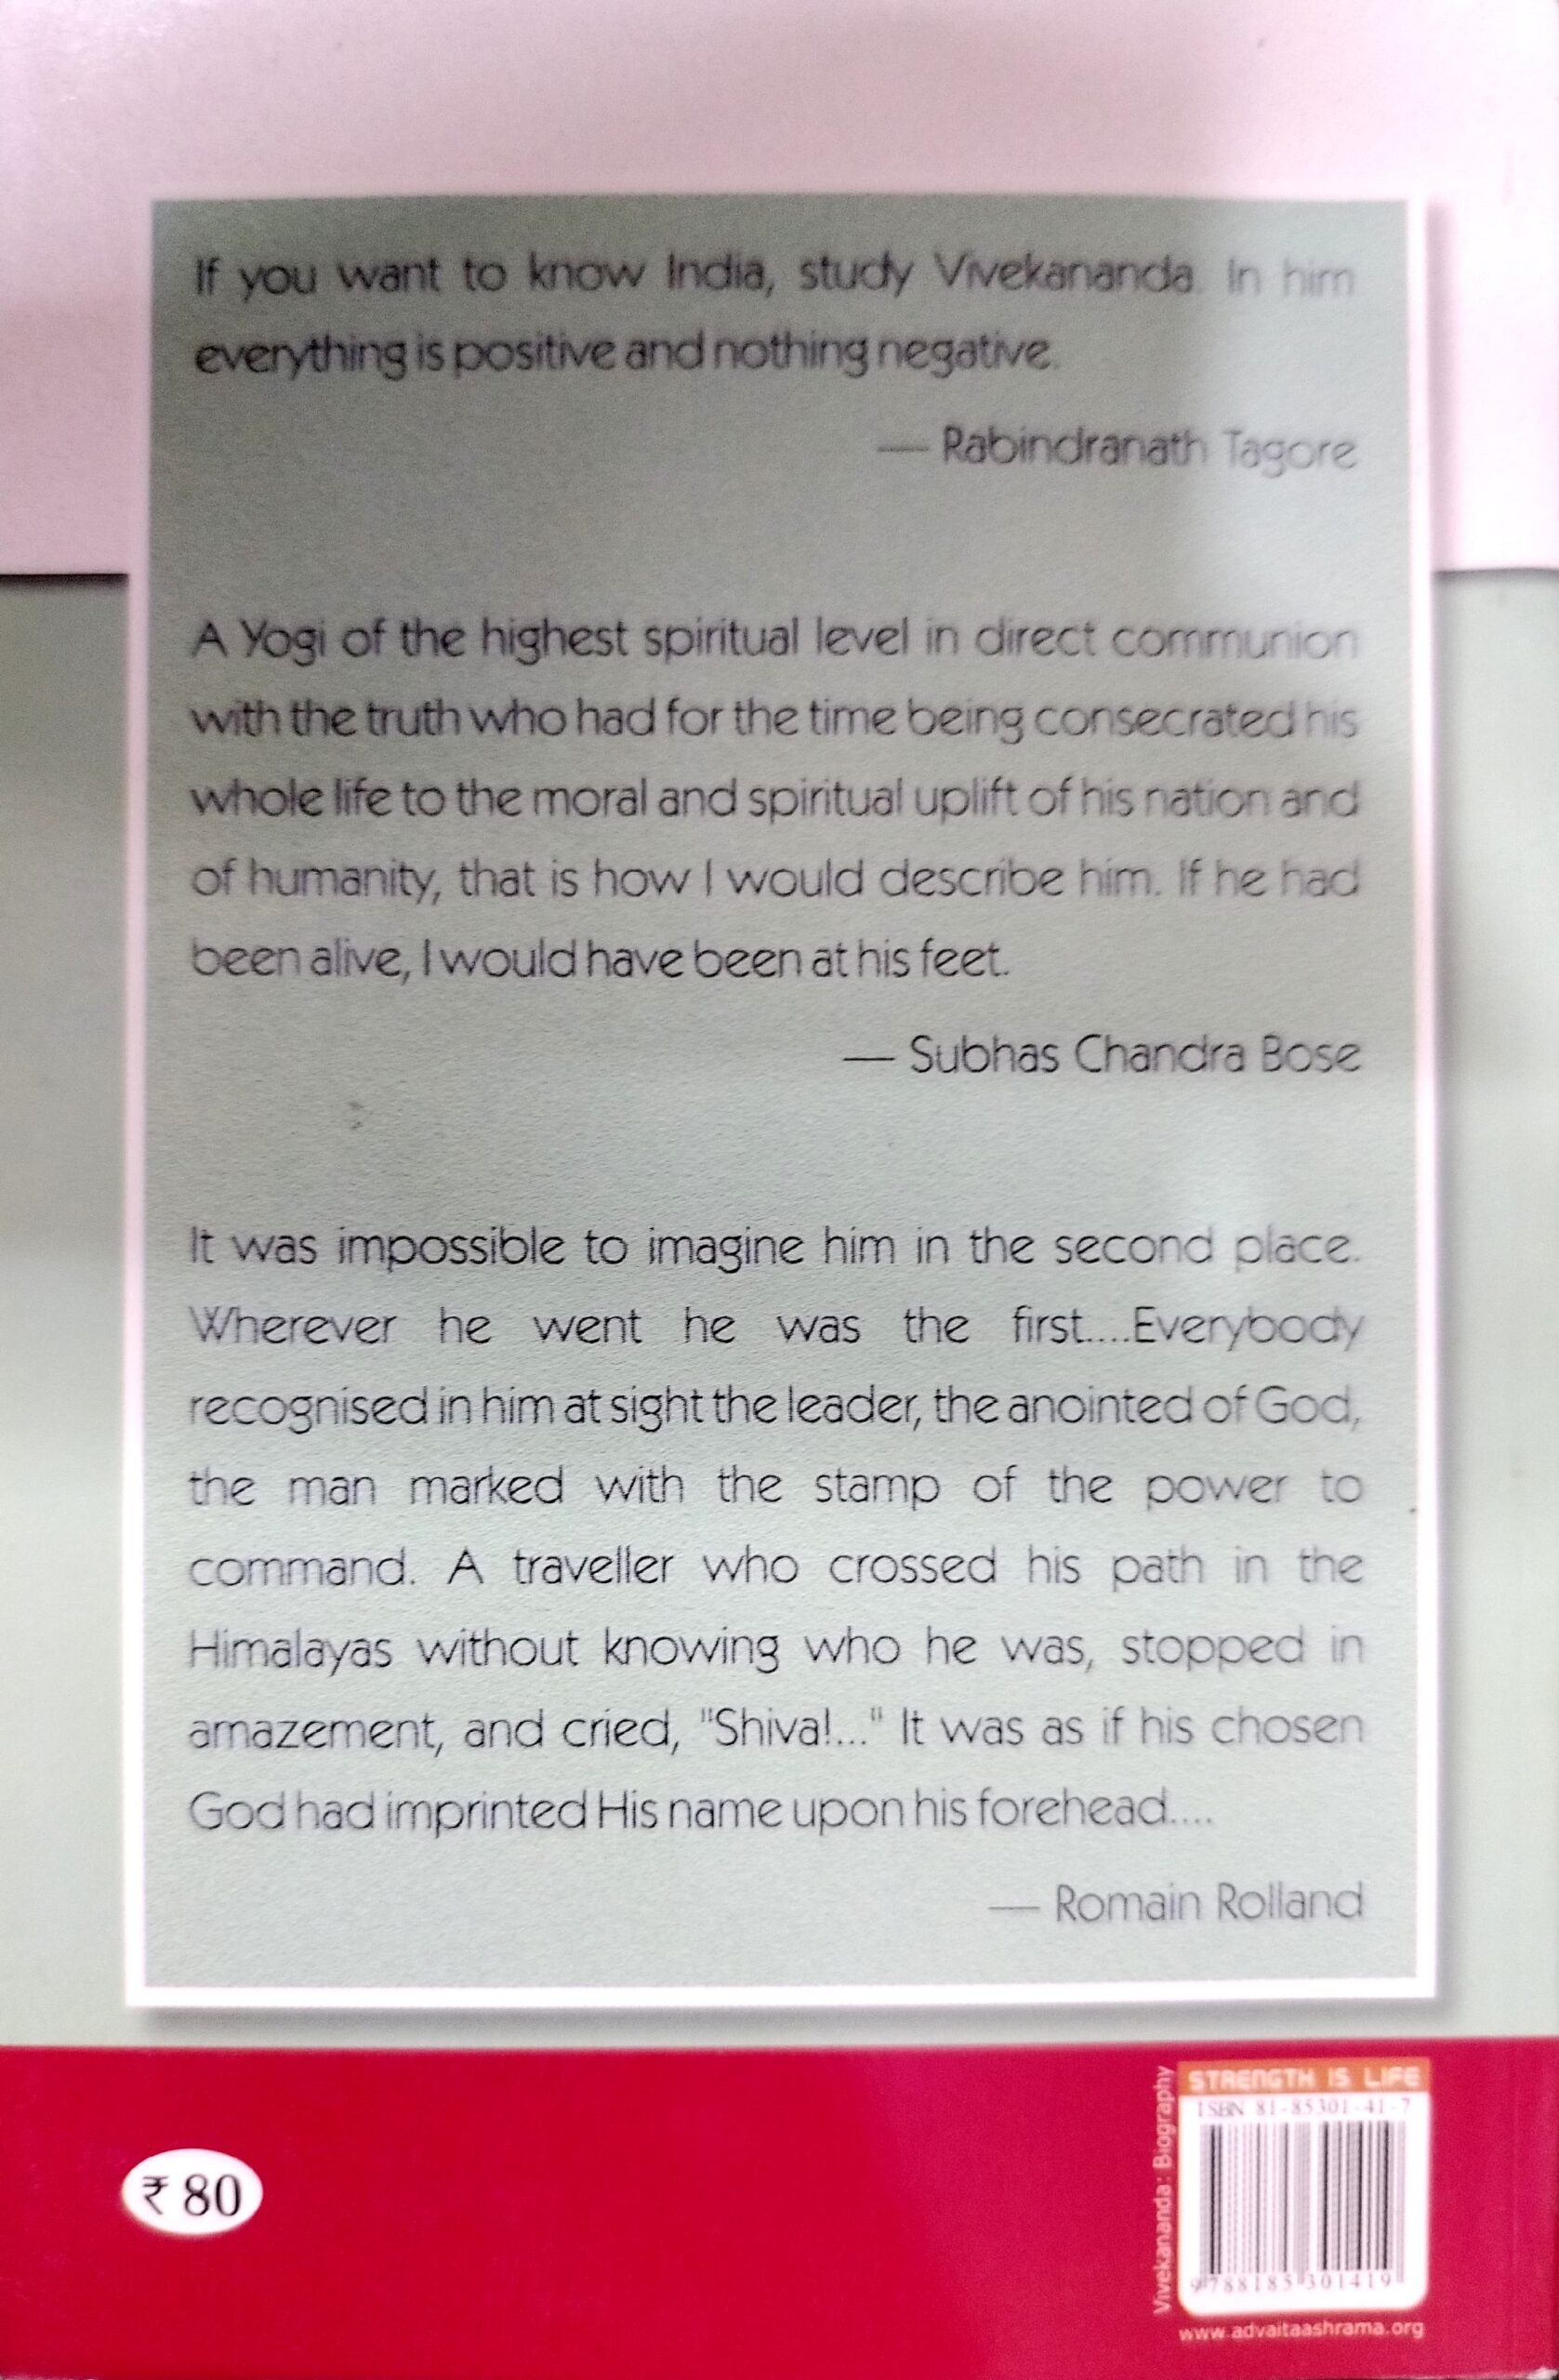 If you want to know India, study Vivekananda. In him
everything is positive and nothing negative.
— Rabindranath Tagore
A Yogi of the highest spiritual level in direct communion
with the truth who had for the time being consecrated his
whole life to the moral and spiritual uplift of his nation and
of humanity, that is how I would describe him. If he had
been alive, I would have been at his feet.
— Subhas Chandra Bose
It was impossible to imagine him in the second place.
Wherever he went he was the first....Everybody
recognised in him at sight the leader, the anointed of God,
the man marked with the stamp of the power to
command. A traveller who crossed his path in the
Himalayas without knowing who he was, stopped in
amazement, and cried, "Shiva!..." It was as if his chosen
God had imprinted His name upon his forehead....
— Romain Rolland
₹ 80
Vivekananda: Biography
STRENGTH IS LIFE
ISBN 81-85301-41-7
9788185301419
www.advaitaashrama.org